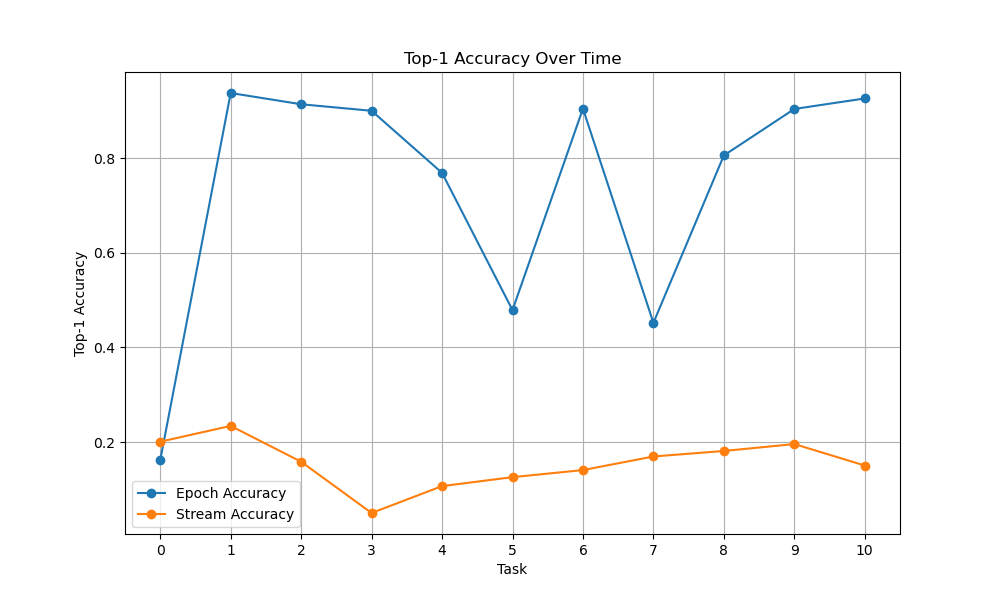 Top-1 Accuracy Over Time
Top-1 Accuracy
0.8
0.6
0.4
0.2
Epoch Accuracy
Stream Accuracy
0 1 2 3 4 5 6 7 8 9 10
Task